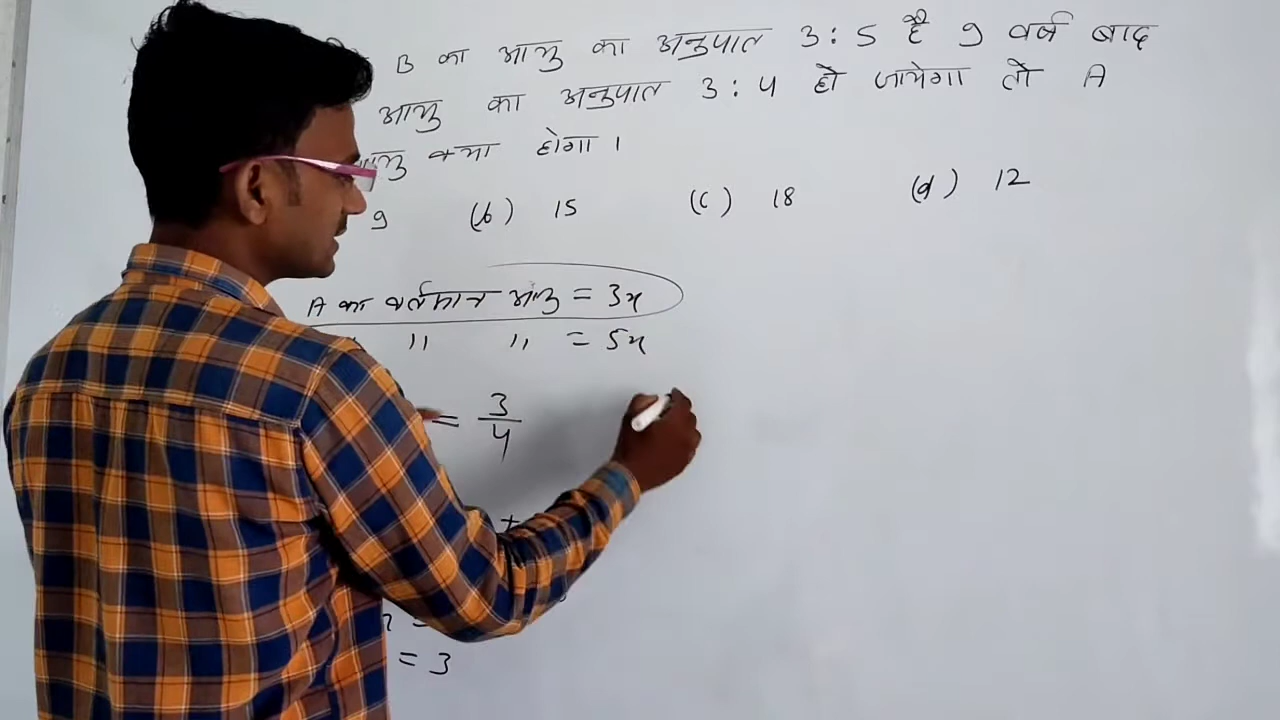 B का आयु का अनुपात 3 : 5 है 9 वर्ष बाद
आयु का अनुपात 3 : 4 हो जायेगा तो A
आयु क्या होगा ।
9 (b) 15 (c) 18 (d) 12
A का वर्तमान आयु = 3x
" " = 5x
= 3/4
+
= 3